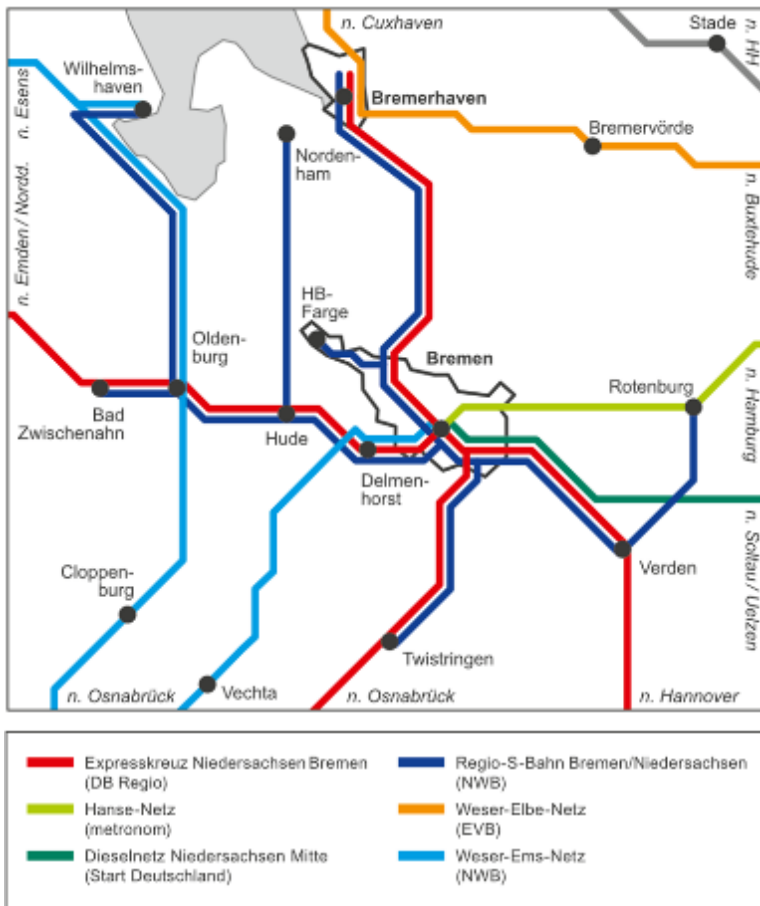 n. Cuxhaven
Stade
n. HH
Wilhelms-
haven
n. Esens
Bremerhaven
Bremervörde
Norden-
ham
n. Buxtehude
n. Emden / Nordd.
HB-
Farge
Olden-
burg
Bremen
Rotenburg
n. Hamburg
Bad
Zwischenahn
Hude
Delmen-
horst
n. Soltau / Uelzen
Verden
Cloppen-
burg
Twistringen
n. Osnabrück
Vechta
n. Osnabrück
n. Hannover
Expresskreuz Niedersachsen Bremen
(DB Regio)
Hanse-Netz
(metronom)
Dieselnetz Niedersachsen Mitte
(Start Deutschland)
Regio-S-Bahn Bremen/Niedersachsen
(NWB)
Weser-Elbe-Netz
(EVB)
Weser-Ems-Netz
(NWB)